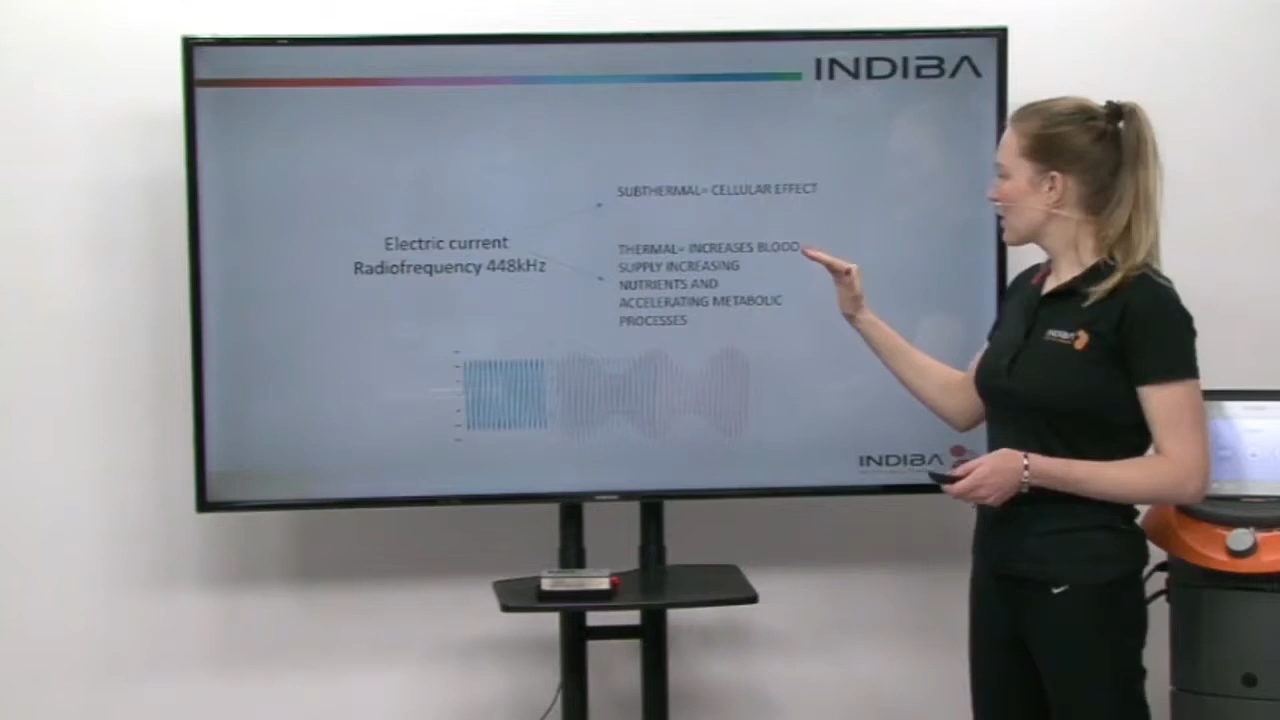 INDIBA
SUBTHERMAL= CELLULAR EFFECT
Electric current
Radiofrequency 448kHz
THERMAL= INCREASES BLOOD
SUPPLY INCREASING
NUTRIENTS AND
ACCELERATING METABOLIC
PROCESSES
INDIBA
INDIBA